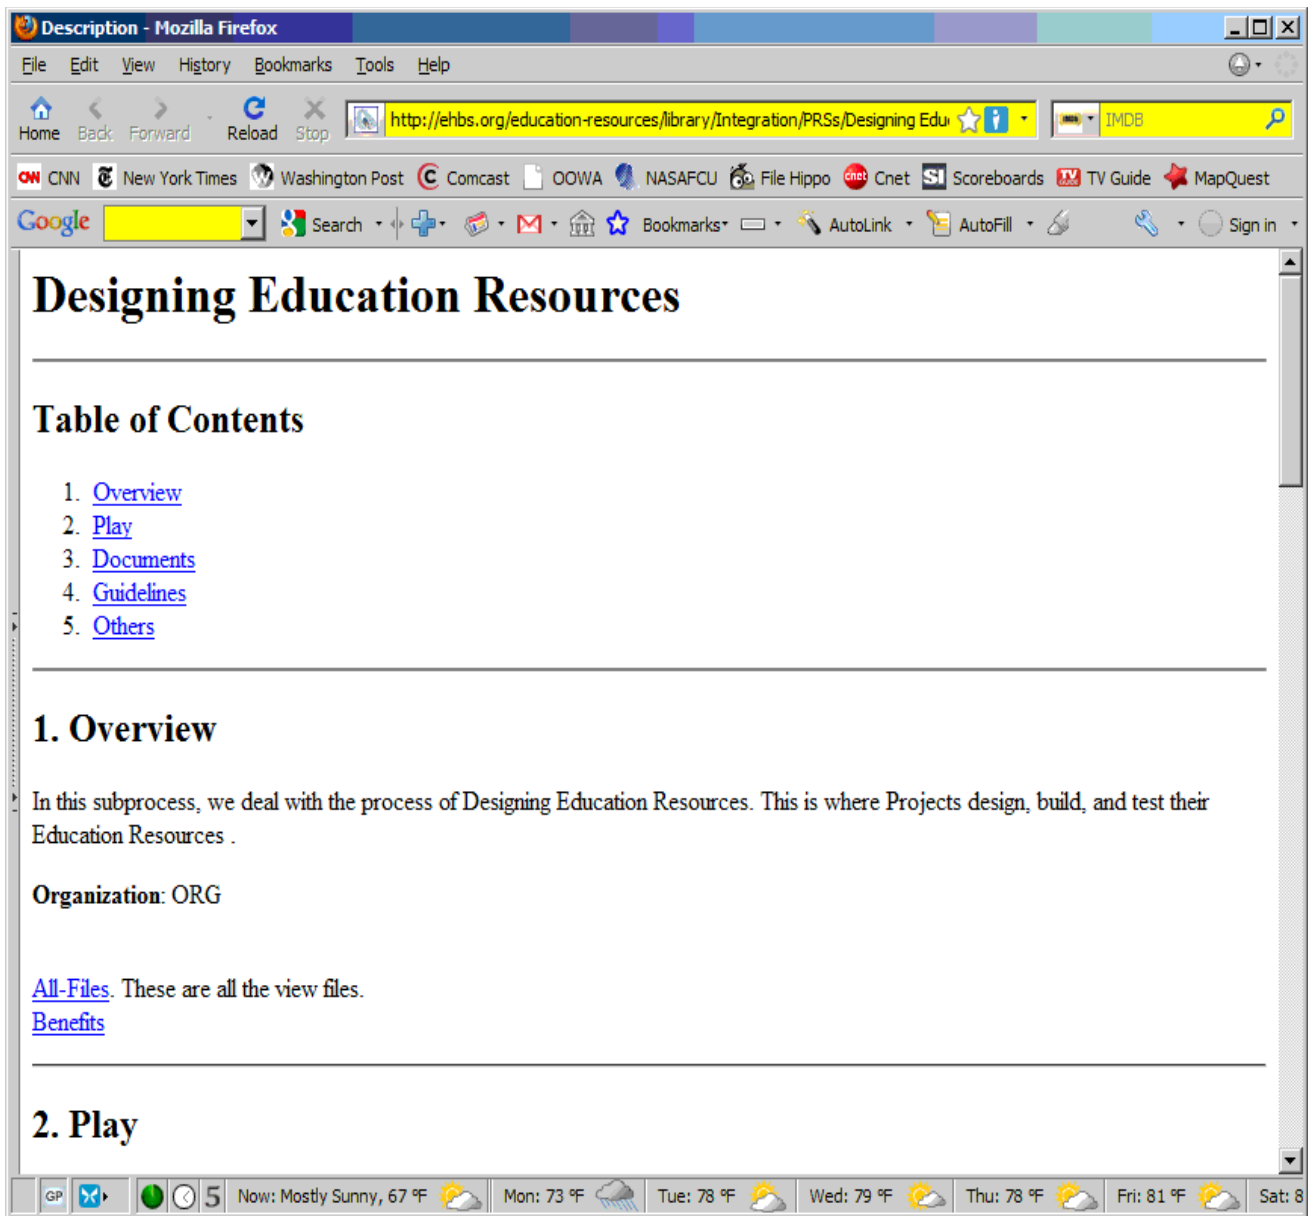 Description - Mozilla Firefox
File Edit View History Bookmarks Tools Help
Home Back Forward Reload Stop http://ehbs.org/education-resources/library/Integration/PRSs/Designing IMDB
CNN CNN New York Times Washington Post Comcast OOWA NASAFCU File Hippo cnet Cnet SI Scoreboards TV Guide MapQuest
Google Search Bookmarks AutoLink AutoFill Sign in
Designing Education Resources
Table of Contents
1. Overview
2. Play
3. Documents
4. Guidelines
5. Others
1. Overview
In this subprocess, we deal with the process of Designing Education Resources. This is where Projects design, build, and test their
Education Resources .
Organization: ORG
All-Files. These are all the view files.
Benefits
2. Play
GP 5 Now: Mostly Sunny, 67 °F Mon: 73 °F Tue: 78 °F Wed: 79 °F Thu: 78 °F Fri: 81 °F Sat: 8